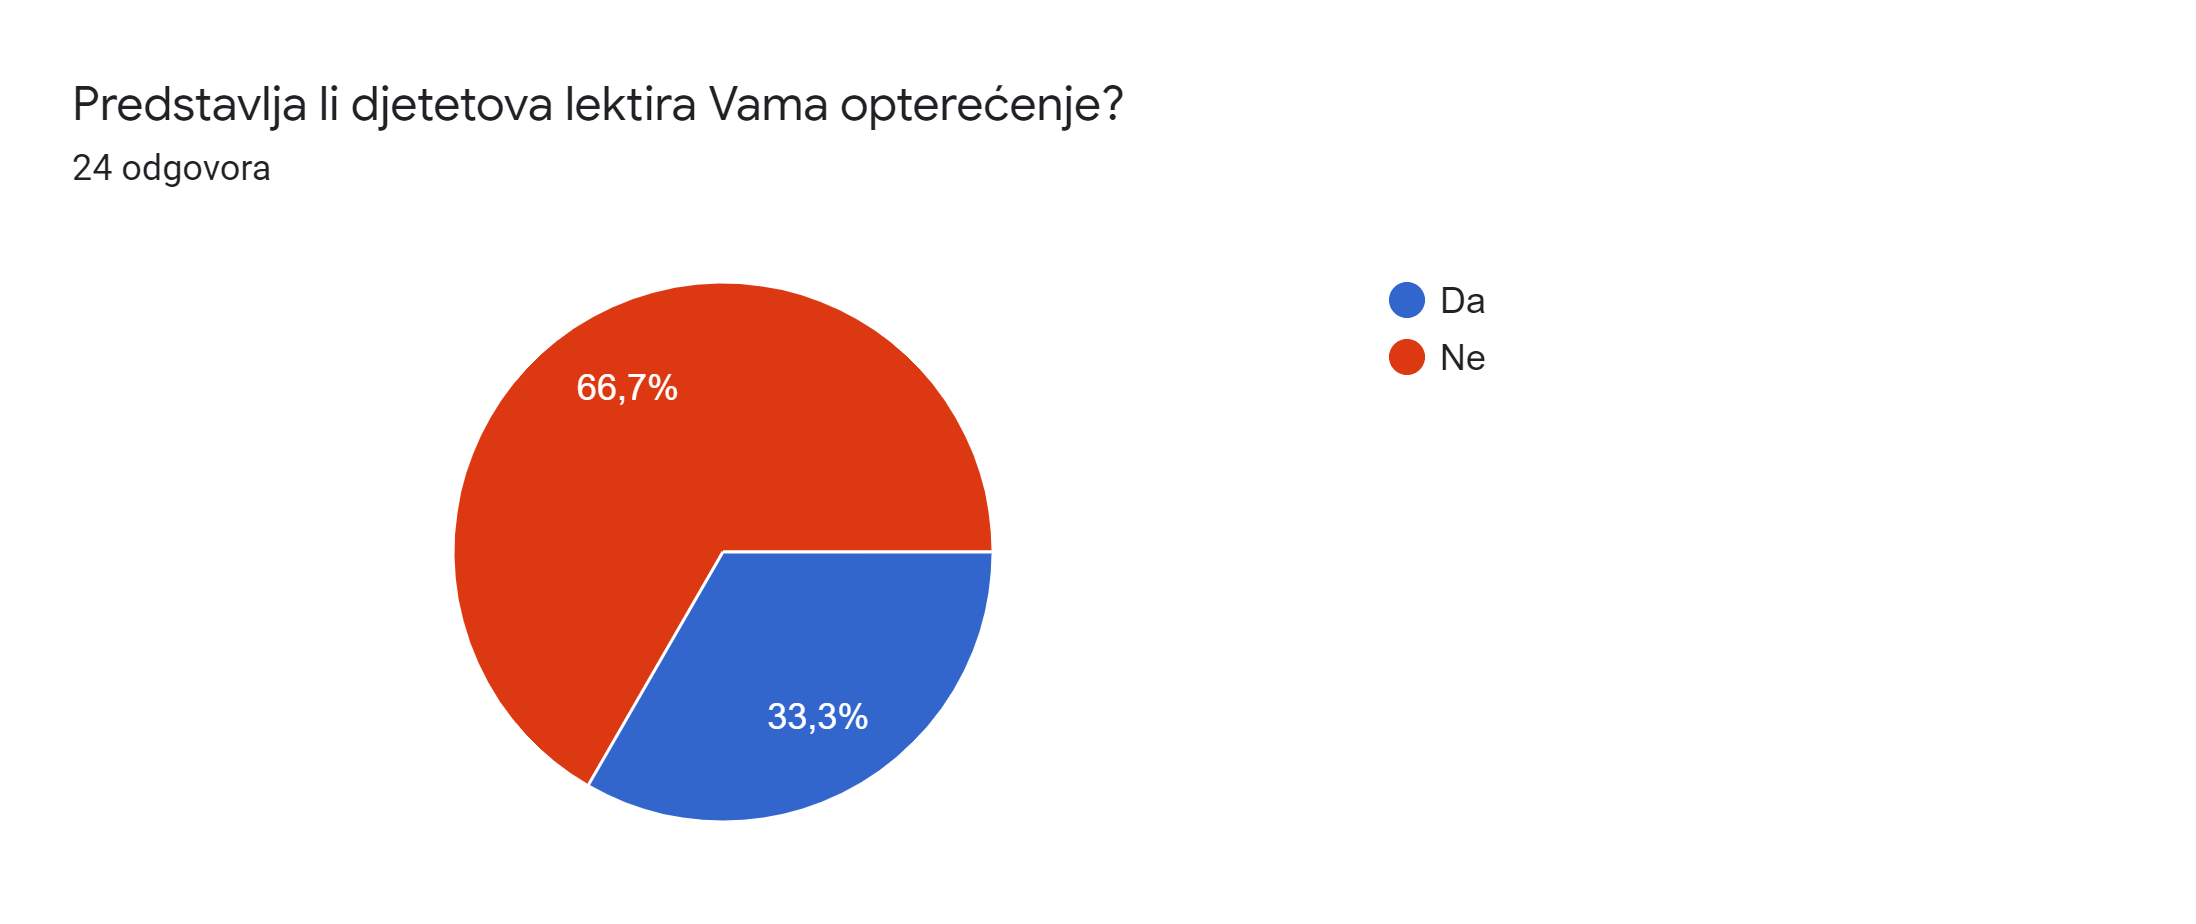 Predstavlja li djetetova lektira Vama opterećenje?
24 odgovora
Da
Ne
66,7%
33,3%